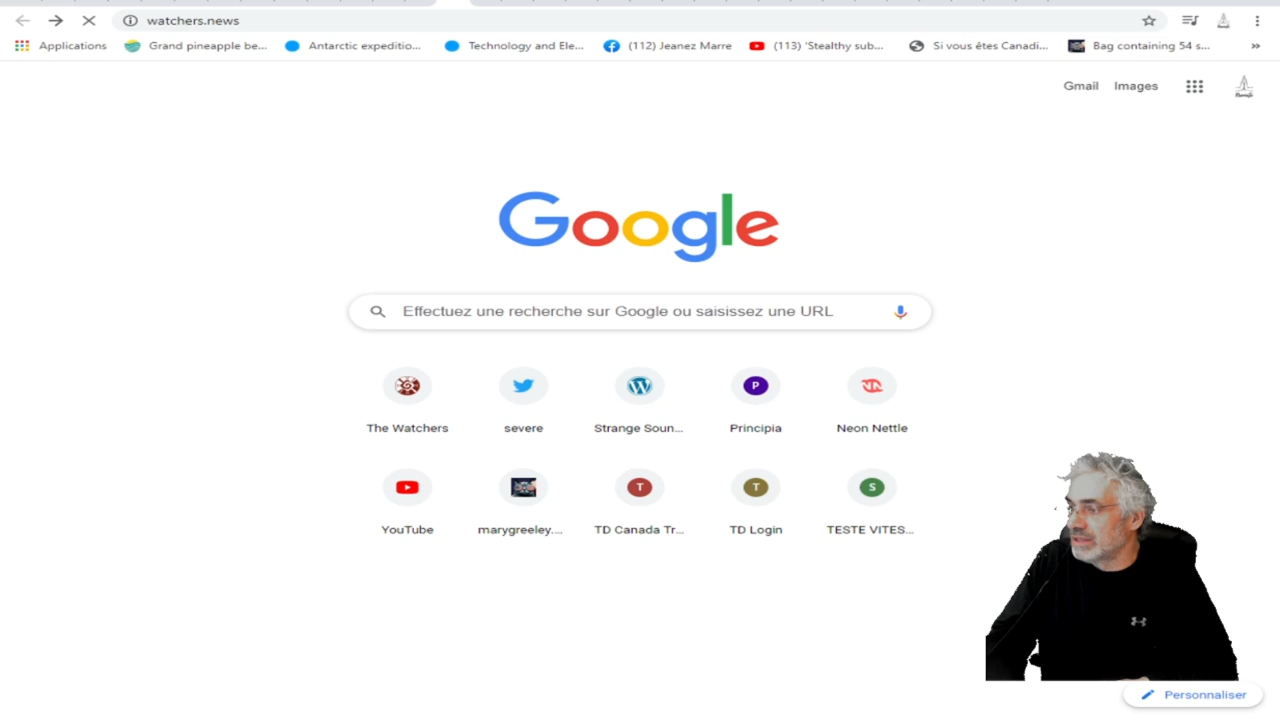 watchers.news
Applications Grand pineapple be... Antarctic expeditio... Technology and Ele... (112) Jeanez Marre (113) 'Stealthy sub... Si vous êtes Canadi... Bag containing 54 s... »
Gmail Images
Google
Effectuez une recherche sur Google ou saisissez une URL
The Watchers severe Strange Soun... Principia Neon Nettle
YouTube marygreeley.... TD Canada Tr... TD Login TESTE VITES...
Personnaliser